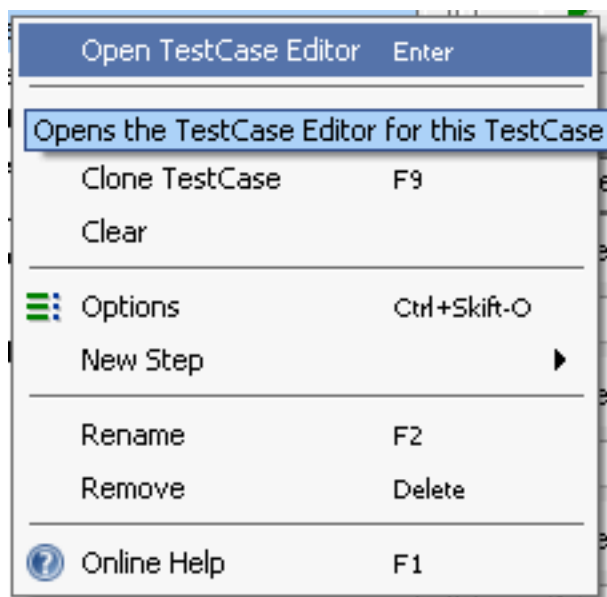 Open TestCase Editor Enter
Opens the TestCase Editor for this TestCase
Clone TestCase F9
Clear
Options Ctrl+Skift-O
New Step
Rename F2
Remove Delete
Online Help F1